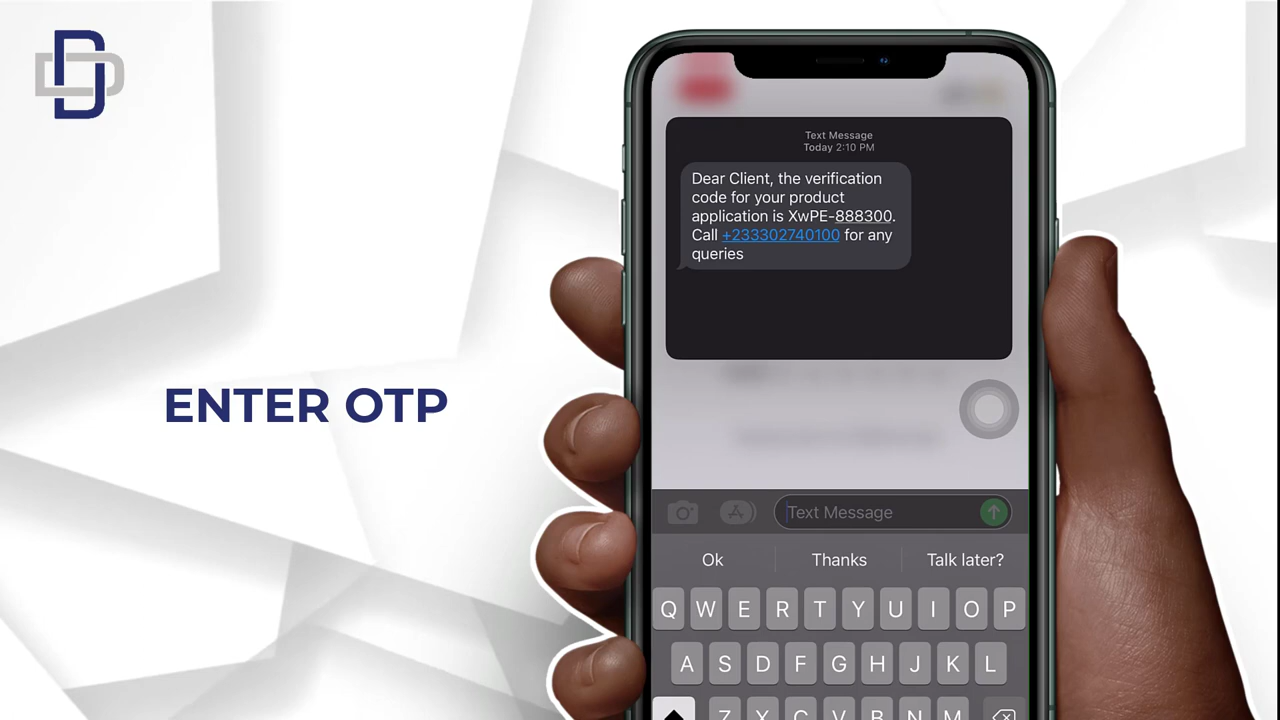 ENTER OTP
Text Message
Today 2:10 PM
Dear Client, the verification
code for your product
application is XwPE-888300.
Call +233302740100 for any
queries
Text Message
Ok Thanks Talk later?
Q W E R T Y U I O P
A S D F G H J K L
Z X C V B N M